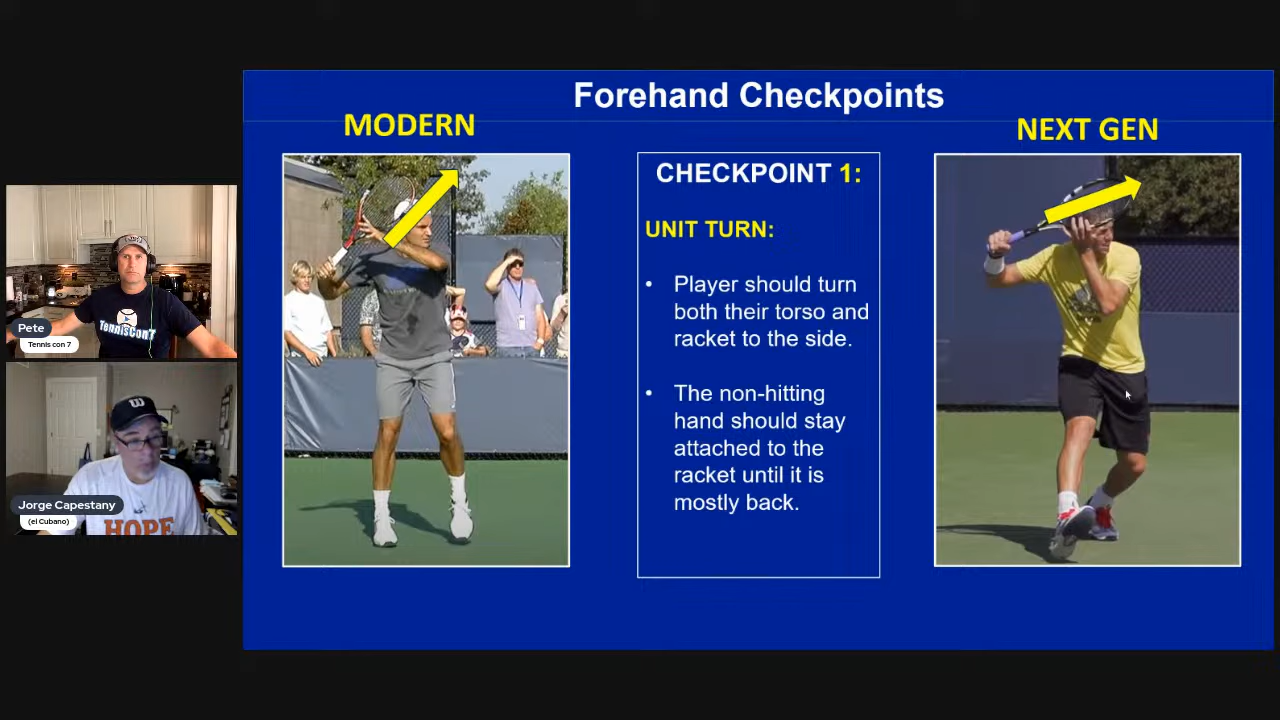 Forehand Checkpoints
MODERN
NEXT GEN
CHECKPOINT 1:
UNIT TURN:
• Player should turn
both their torso and
racket to the side.
• The non-hitting
hand should stay
attached to the
racket until it is
mostly back.
TennisCon7
Pete
Tennis con 7
W
Jorge Capestany
(el Cubano)
HOPE